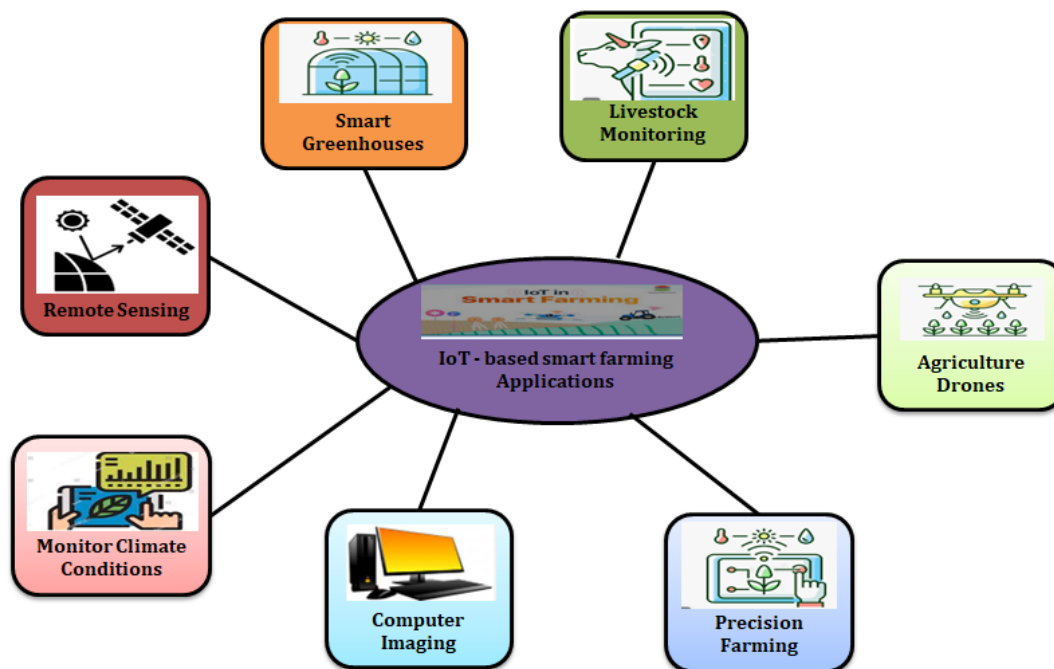 Smart
Greenhouses
Livestock
Monitoring
Remote Sensing
IoT in
Smart Farming
IoT - based smart farming
Applications
Agriculture
Drones
Monitor Climate
Conditions
Computer
Imaging
Precision
Farming